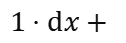 1 · dx +